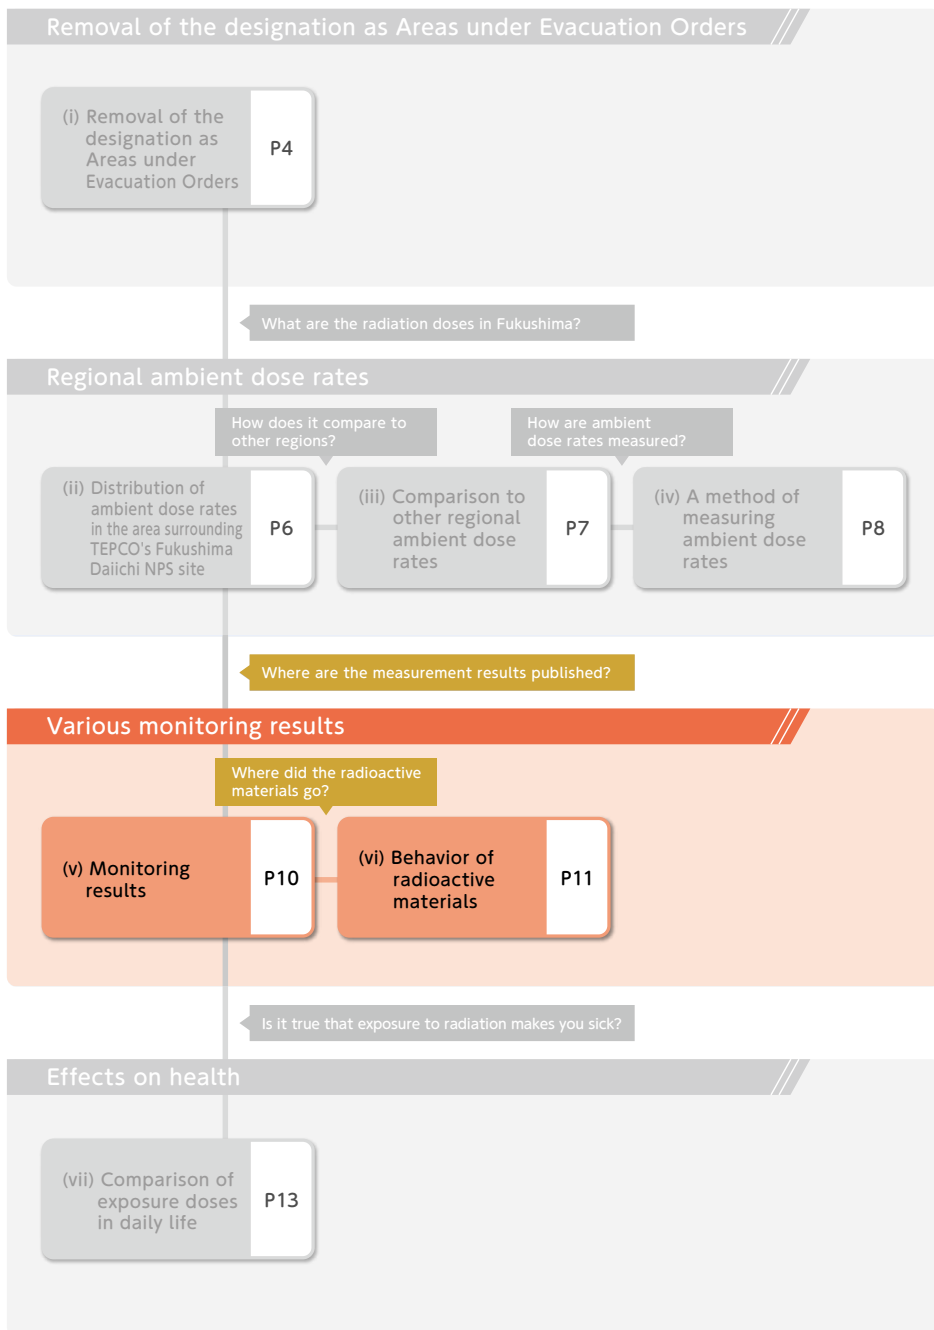 Removal of the designation as Areas under Evacuation Orders
(i) Removal of the
designation as
Areas under
Evacuation Orders
P4
What are the radiation doses in Fukushima?
Regional ambient dose rates
How does it compare to
other regions?
How are ambient
dose rates measured?
(ii) Distribution of
ambient dose rates
in the area surrounding
TEPCO's Fukushima
Daiichi NPS site
P6
(iii) Comparison to
other regional
ambient dose
rates
P7
(iv) A method of
measuring
ambient dose
rates
P8
Where are the measurement results published?
Various monitoring results
Where did the radioactive
materials go?
(v) Monitoring
results
P10
(vi) Behavior of
radioactive
materials
P11
Is it true that exposure to radiation makes you sick?
Effects on health
(vii) Comparison of
exposure doses
in daily life
P13